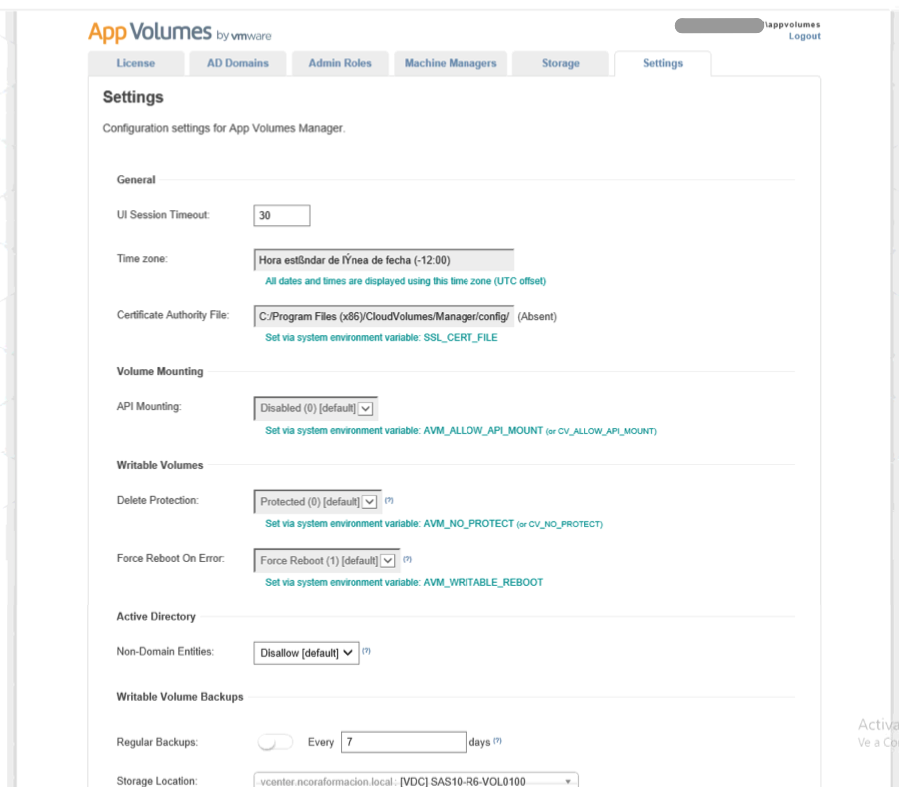 App Volumes by vmware
\appvolumes
Logout
License AD Domains Admin Roles Machine Managers Storage Settings
Settings
Configuration settings for App Volumes Manager.
General
UI Session Timeout: 30
Time zone: Hora estßndar de lÝnea de fecha (-12:00)
All dates and times are displayed using this time zone (UTC offset)
Certificate Authority File: C:/Program Files (x86)/CloudVolumes/Manager/config/ (Absent)
Set via system environment variable: SSL_CERT_FILE
Volume Mounting
API Mounting: Disabled (0) [default]
Set via system environment variable: AVM_ALLOW_API_MOUNT (or CV_ALLOW_API_MOUNT)
Writable Volumes
Delete Protection: Protected (0) [default] (?)
Set via system environment variable: AVM_NO_PROTECT (or CV_NO_PROTECT)
Force Reboot On Error: Force Reboot (1) [default] (?)
Set via system environment variable: AVM_WRITABLE_REBOOT
Active Directory
Non-Domain Entities: Disallow [default] (?)
Writable Volume Backups
Activa
Regular Backups: Every 7 days (?)
Ve a Co
Storage Location: vcenter.ncoraformacion.local: [VDC] SAS10-R6-VOL0100